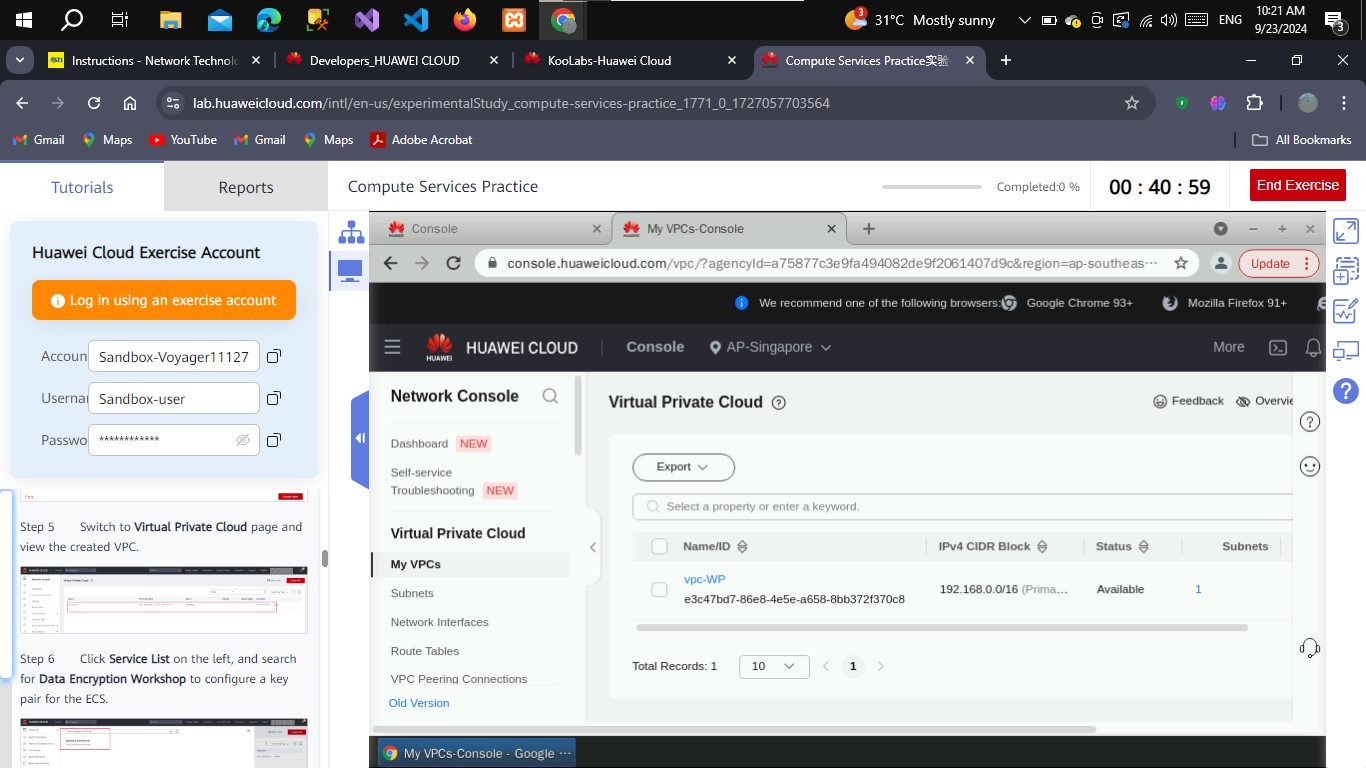 31°C Mostly sunny
ENG
10:21 AM
9/23/2024
3
3
STI
Instructions - Network Technolo
Developers_HUAWEI CLOUD
KooLabs-Huawei Cloud
Compute Services Practice实验
lab.huaweicloud.com/intl/en-us/experimentalStudy_compute-services-practice_1771_0_1727057703564
Gmail
Maps
YouTube
Gmail
Maps
Adobe Acrobat
All Bookmarks
Tutorials
Reports
Compute Services Practice
Completed:0 %
00 : 40 : 59
End Exercise
Huawei Cloud Exercise Account
Log in using an exercise account
Accoun
Sandbox-Voyager11127
Userna
Sandbox-user
Passwo
************
Step 5 Switch to Virtual Private Cloud page and
view the created VPC.
Step 6 Click Service List on the left, and search
for Data Encryption Workshop to configure a key
pair for the ECS.
Console
My VPCs-Console
console.huaweicloud.com/vpc/?agencyId=a75877c3e9fa494082de9f2061407d9c&region=ap-southeas···
Update
We recommend one of the following browsers:
Google Chrome 93+
Mozilla Firefox 91+
HUAWEI
HUAWEI CLOUD
Console
AP-Singapore
More
Network Console
Dashboard NEW
Self-service
Troubleshooting NEW
Virtual Private Cloud
My VPCs
Subnets
Network Interfaces
Route Tables
VPC Peering Connections
Old Version
Virtual Private Cloud
Feedback
Overvie
Export
Select a property or enter a keyword.
Name/ID
IPv4 CIDR Block
Status
Subnets
vpc-WP
e3c47bd7-86e8-4e5e-a658-8bb372f370c8
192.168.0.0/16 (Prima...
Available
1
Total Records: 1
10
1
My VPCs-Console - Google ···